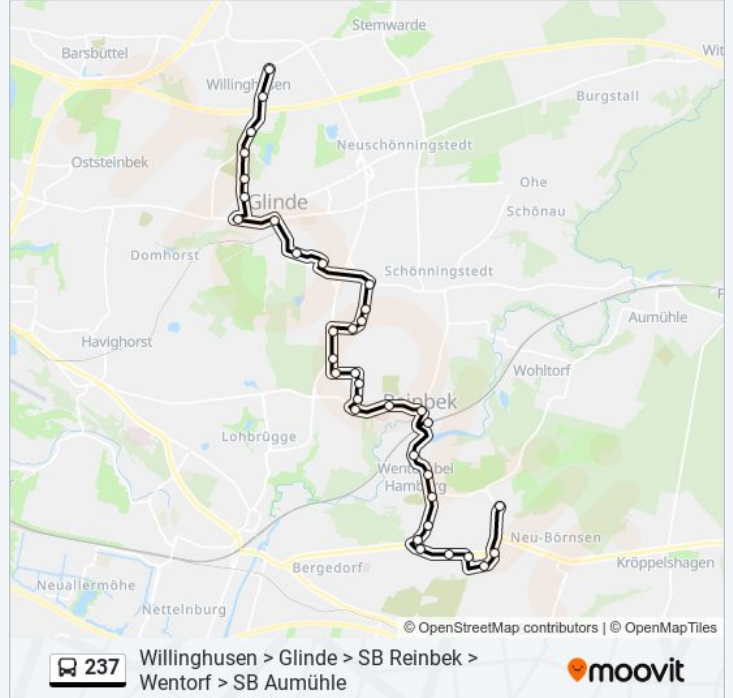 Stemwarde
Barsbüttel
Wit
Willinghusen
Burgstall
Neuschönningstedt
Oststeinbek
Ohe
Glinde
Schönau
Domhorst
Schönningstedt
Aumühle
Havighorst
Wohltorf
Reinbek
Lohbrügge
Wentorf bei
Hamburg
Neu-Börnsen
Kröppelshagen
Bergedorf
Neuallermöhe
Nettelnburg
© OpenStreetMap contributors | © OpenMapTiles
237
Willinghusen > Glinde > SB Reinbek >
Wentorf > SB Aumühle
moovit